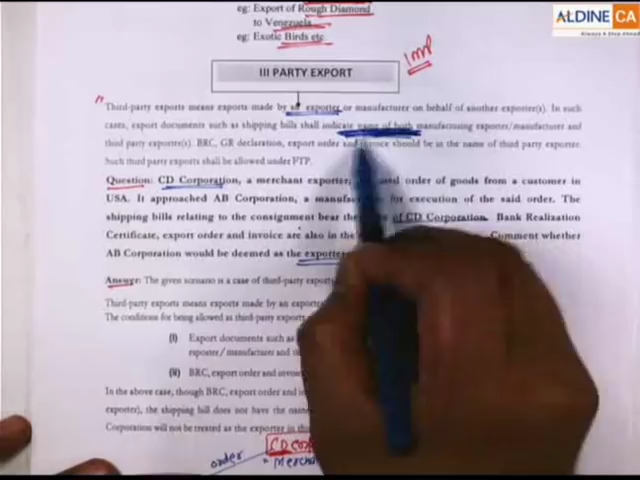 eg: Export of Rough Diamond
to Venezuela
eg: Exotic Birds etc.
ALDINE CA
Always A Step Ahead
Imp
III PARTY EXPORT
"Third-party exports means exports made by an exporter or manufacturer on behalf of another exporter(s). In such
cases, export documents such as shipping bills shall indicate name of both manufacturing exporter/manufacturer and
third party exporter(s). BRC, GR declaration, export order and invoice should be in the name of third party exporter.
Such third party exports shall be allowed under FTP.
Question: CD Corporation, a merchant exporter, order of goods from a customer in
USA. It approached AB Corporation, a for execution of the said order. The
shipping bills relating to the consignment bear the of CD Corporation. Bank Realization
Certificate, export order and invoice are also in the Comment whether
AB Corporation would be deemed as the exporter
Answer: The given scenario is a case of third-party
Third-party exports means exports made by an exporter
The conditions for being allowed as third-party exports
(i) Export documents such as
exporter/ manufacturer and
(ii) BRC, export order and
In the above case, though BRC, export order and
exporter), the shipping bill does not have the name
Corporation will not be treated as the exporter in
CD
order